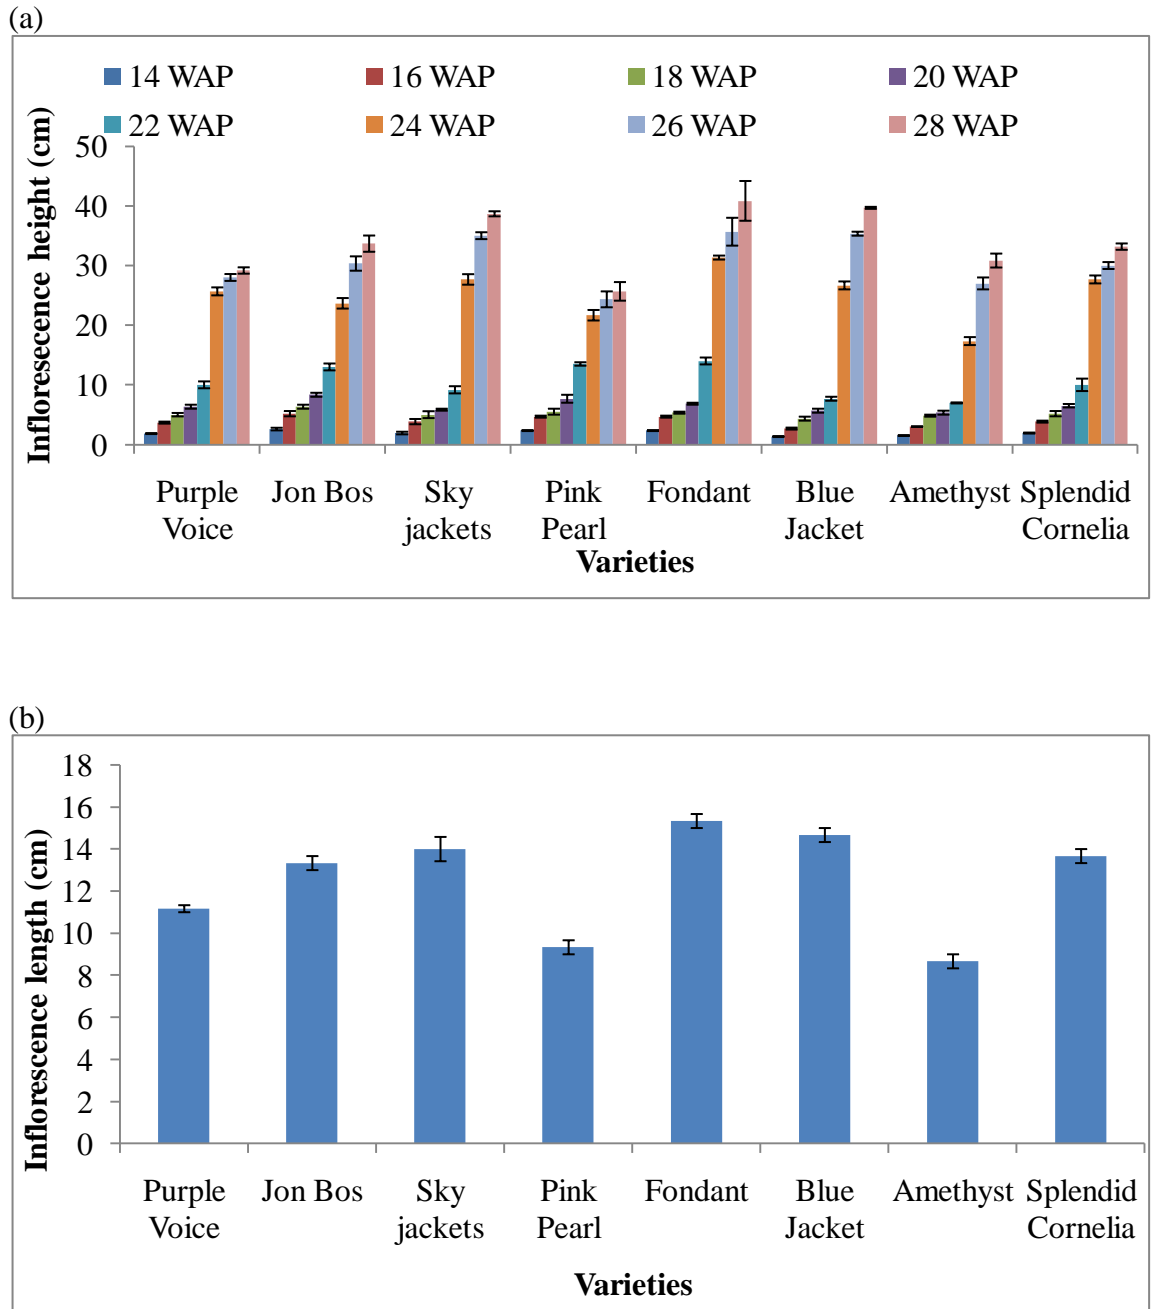 (a)
14 WAP 16 WAP 18 WAP 20 WAP
22 WAP 24 WAP 26 WAP 28 WAP
Infloresecence height (cm)
50
40
30
20
10
0
Purple Jon Bos Sky Pink Fondant Blue Amethyst Splendid
Voice jackets Pearl Jacket Cornelia
Varieties
(b)
Inflorescence length (cm)
18
16
14
12
10
8
6
4
2
0
Purple Jon Bos Sky Pink Fondant Blue Amethyst Splendid
Voice jackets Pearl Jacket Cornelia
Varieties